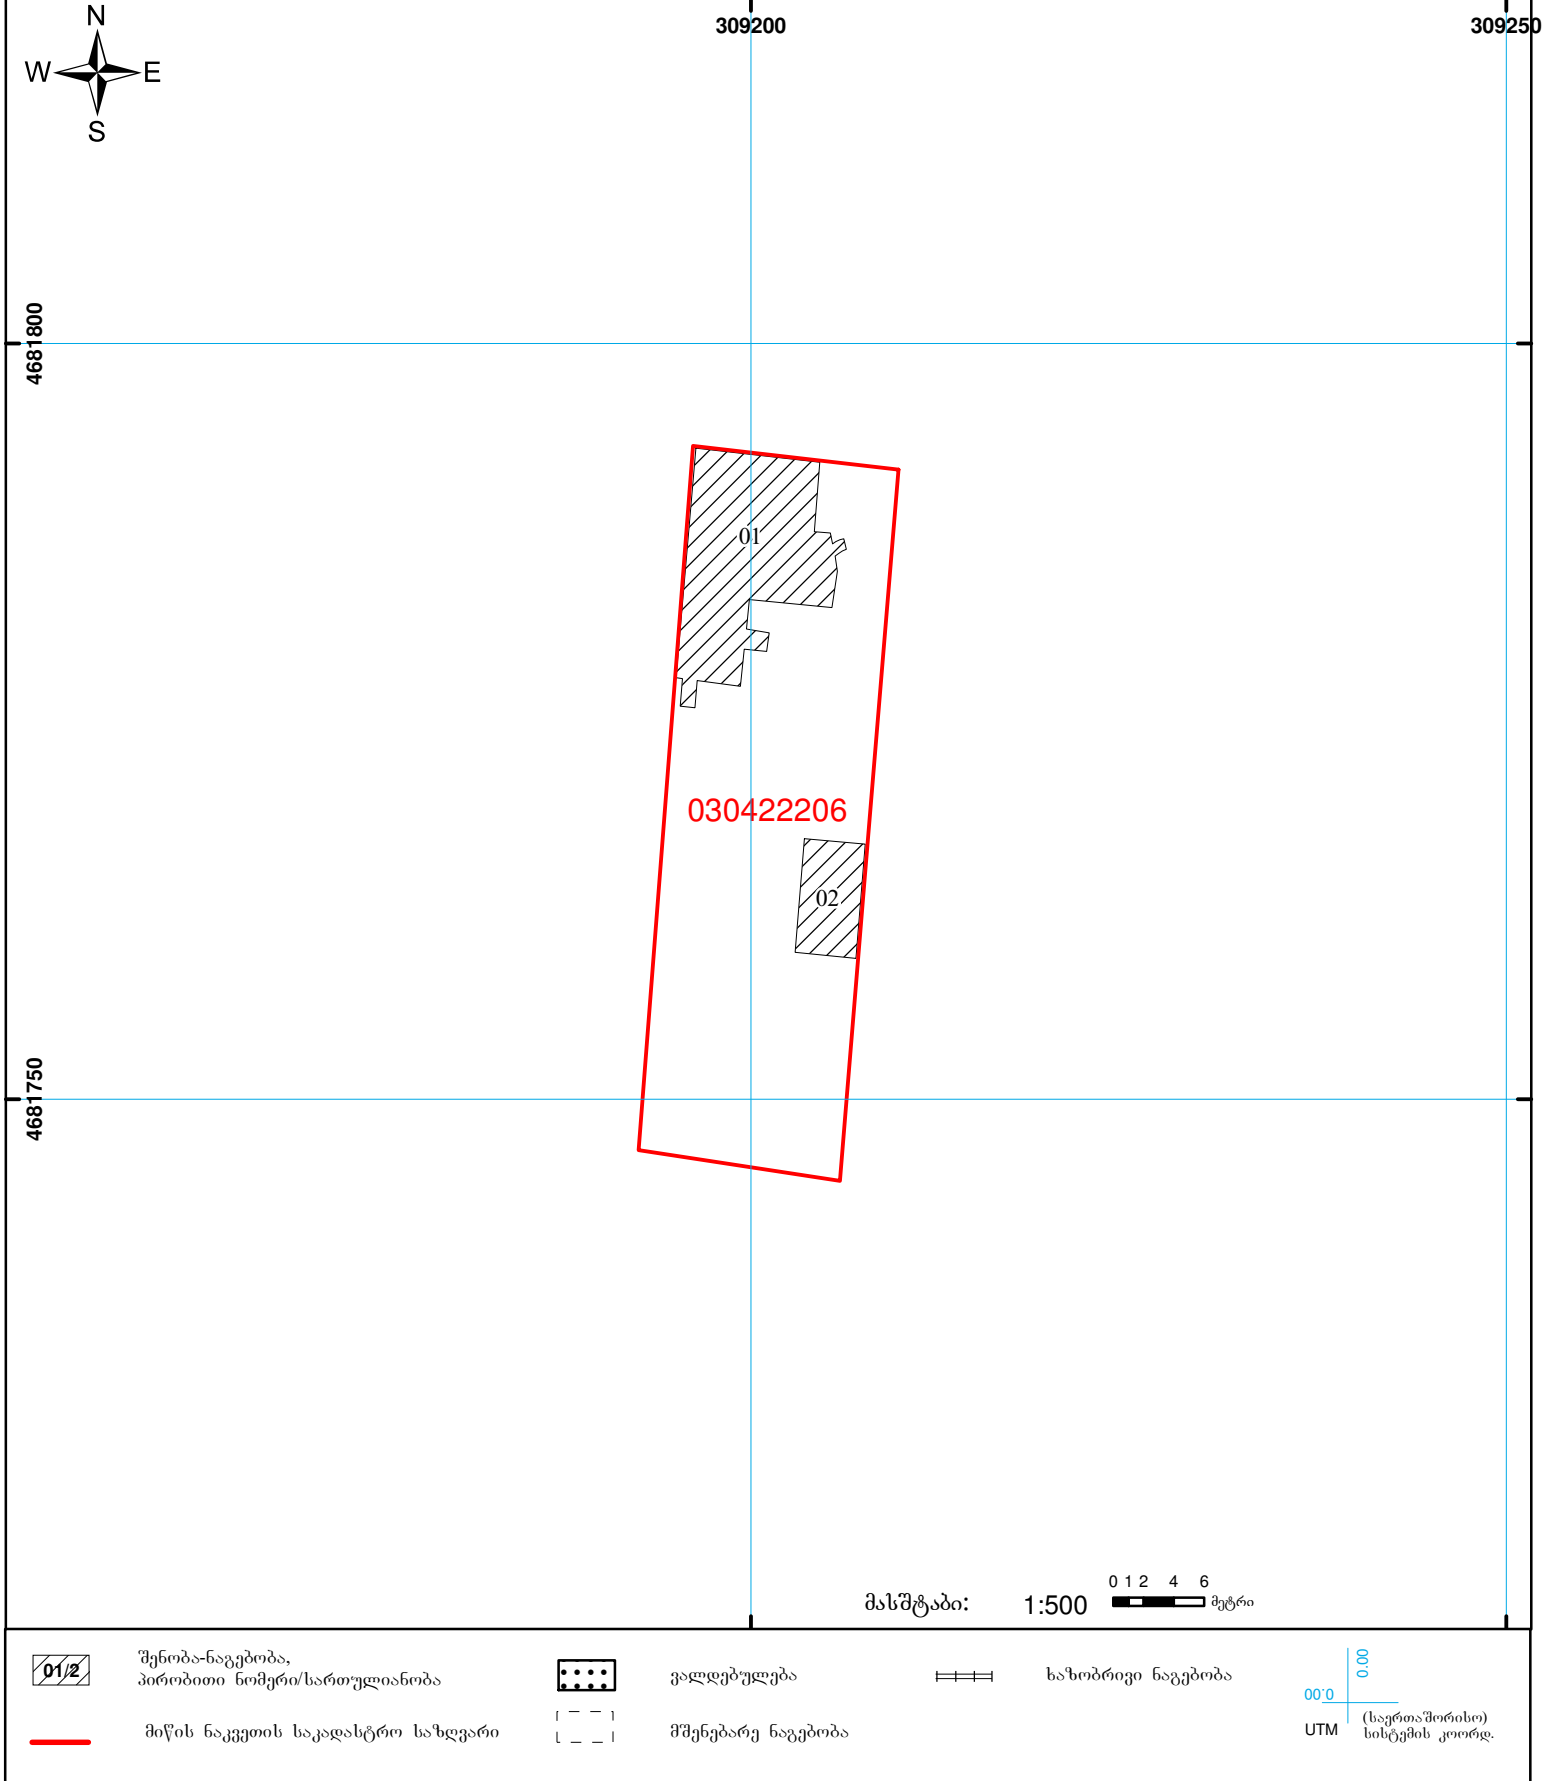 309200
309250
N
W
E
S
4681800
01
030422206
02
4681750
მასშტაბი:
1:500
0 1 2 4 6
მეტრი
01/2
შენობა-ნაგებობა,
პირობითი ნომერი/სართულიანობა
ვალდებულება
ხაზობრივი ნაგებობა
0.00
00.0
მიწის ნაკვეთის საკადასტრო საზღვარი
მშენებარე ნაგებობა
UTM
(საერთაშორისო)
სისტემის კოორდ.